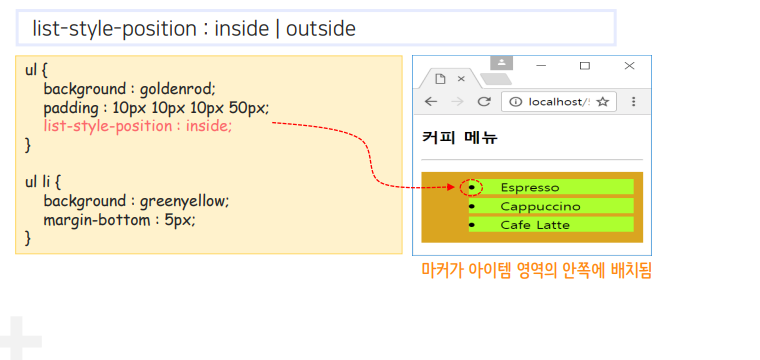 list-style-position : inside | outside
ul {
background : goldenrod;
padding : 10px 10px 10px 50px;
list-style-position : inside;
}
ul li {
background : greenyellow;
margin-bottom : 5px;
}
localhost/
커피 메뉴
Espresso
Cappuccino
Cafe Latte
마커가 아이템 영역의 안쪽에 배치됨